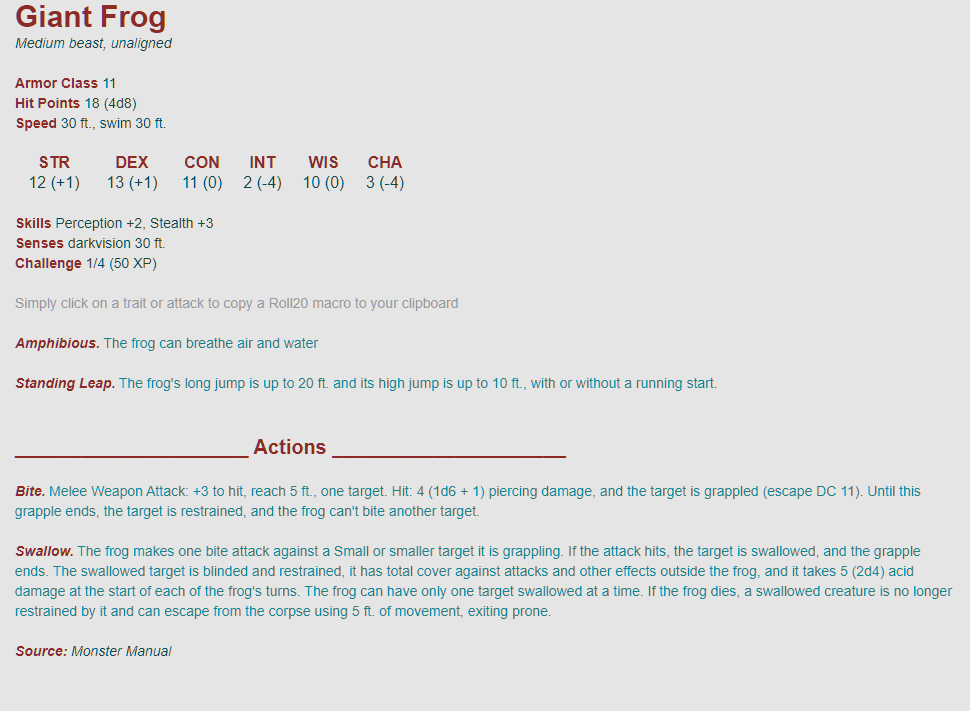 Giant Frog
Medium beast, unaligned
Armor Class 11
Hit Points 18 (4d8)
Speed 30 ft., swim 30 ft.
STR DEX CON INT WIS CHA
12 (+1) 13 (+1) 11 (0) 2 (-4) 10 (0) 3 (-4)
Skills Perception +2, Stealth +3
Senses darkvision 30 ft.
Challenge 1/4 (50 XP)
Simply click on a trait or attack to copy a Roll20 macro to your clipboard
Amphibious. The frog can breathe air and water
Standing Leap. The frog's long jump is up to 20 ft. and its high jump is up to 10 ft., with or without a running start.
_____________________ Actions _____________________
Bite. Melee Weapon Attack: +3 to hit, reach 5 ft., one target. Hit: 4 (1d6 + 1) piercing damage, and the target is grappled (escape DC 11). Until this
grapple ends, the target is restrained, and the frog can't bite another target.
Swallow. The frog makes one bite attack against a Small or smaller target it is grappling. If the attack hits, the target is swallowed, and the grapple
ends. The swallowed target is blinded and restrained, it has total cover against attacks and other effects outside the frog, and it takes 5 (2d4) acid
damage at the start of each of the frog's turns. The frog can have only one target swallowed at a time. If the frog dies, a swallowed creature is no longer
restrained by it and can escape from the corpse using 5 ft. of movement, exiting prone.
Source: Monster Manual